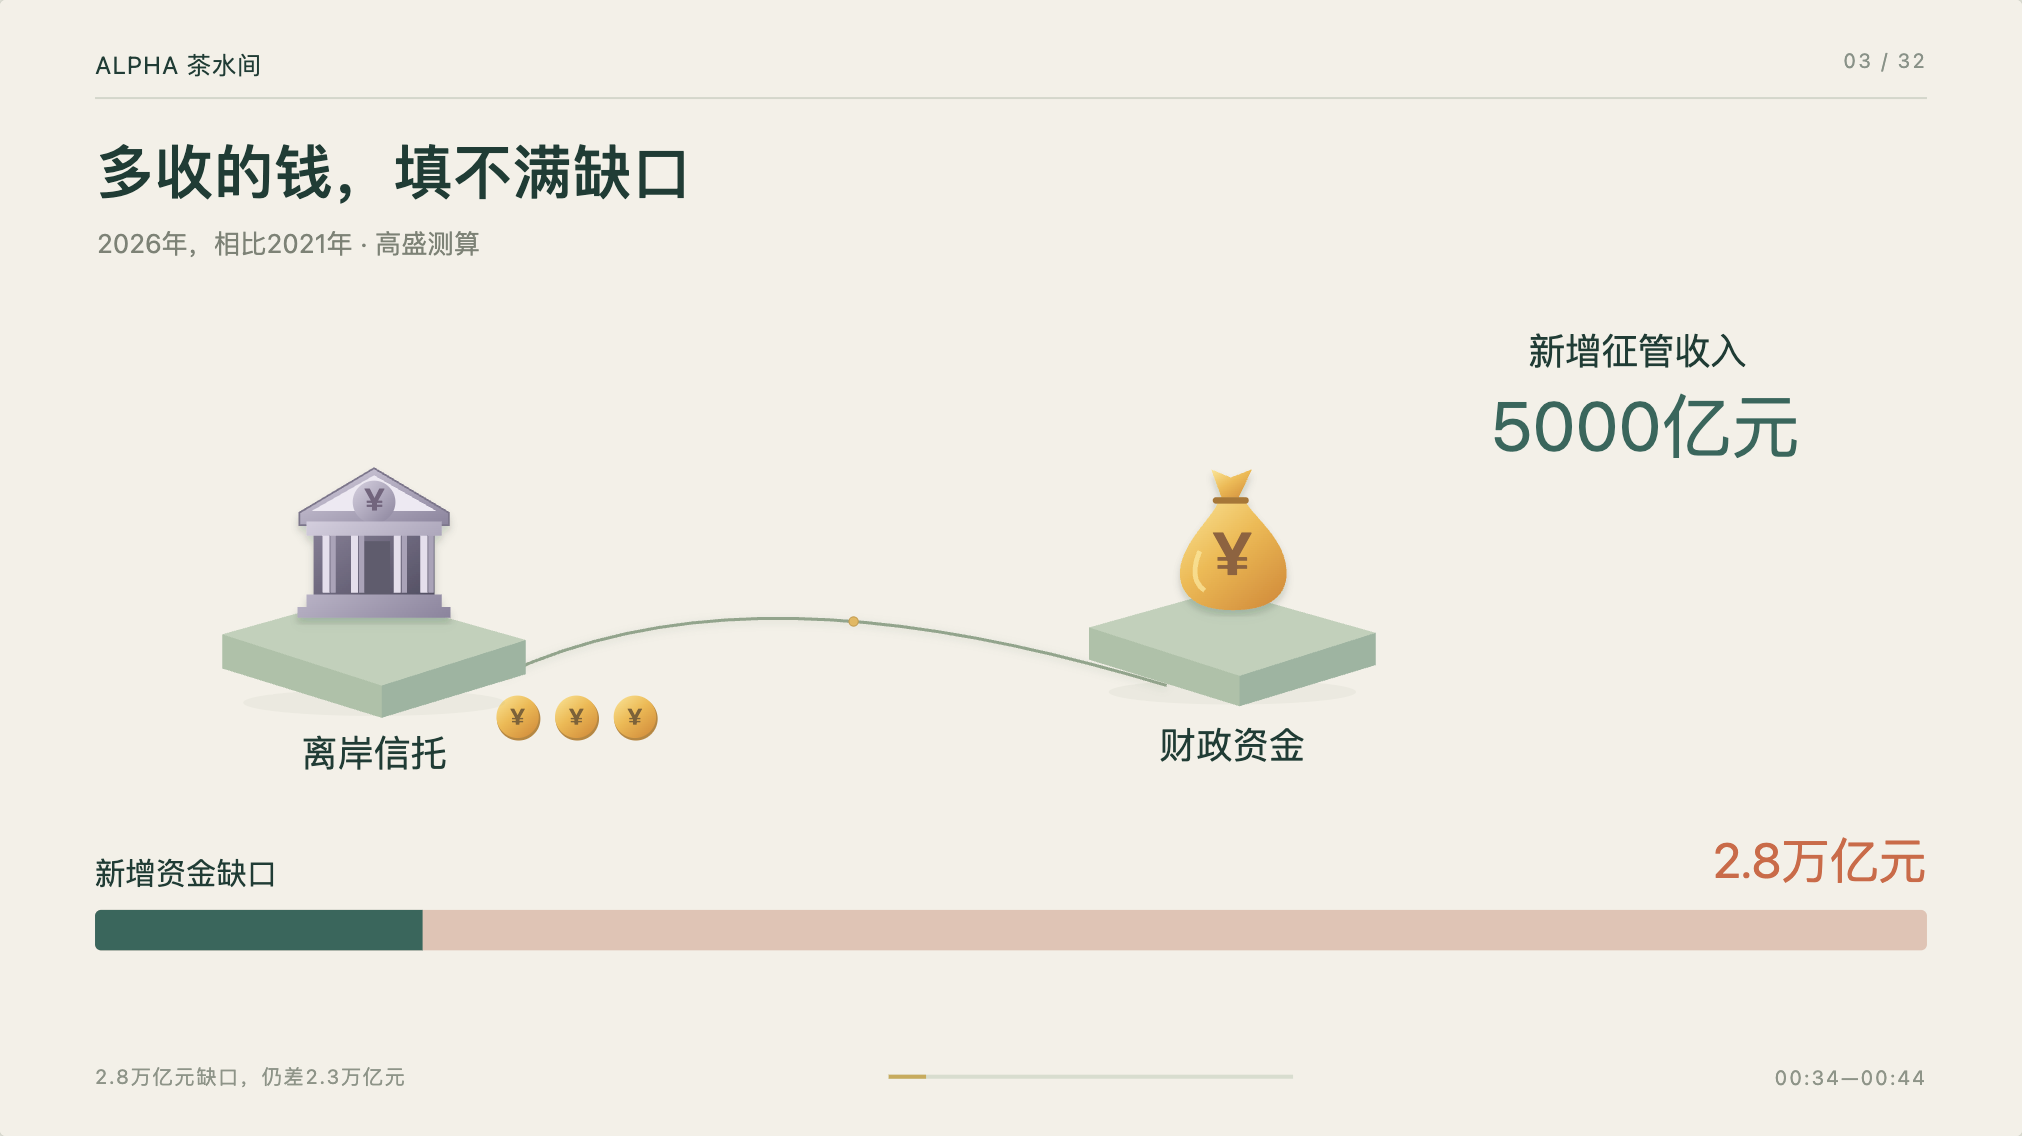 ALPHA 茶水间
03 / 32
多收的钱，填不满缺口
2026年，相比2021年 · 高盛测算
新增征管收入
5000亿元
¥
¥
¥ ¥ ¥
离岸信托
财政资金
新增资金缺口
2.8万亿元
2.8万亿元缺口，仍差2.3万亿元
00:34—00:44